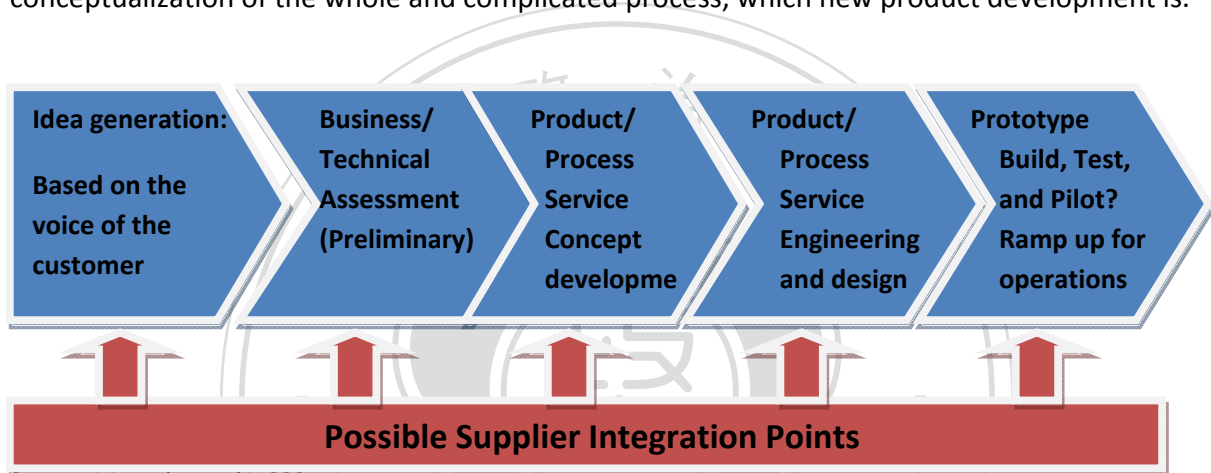 conceptualization of the whole and complicated process, which new product development is.
Idea generation:
Based on the
voice of the
customer
Business/
Technical
Assessment
(Preliminary)
Product/
Process
Service
Concept
developme
Product/
Process
Service
Engineering
and design
Prototype
Build, Test,
and Pilot?
Ramp up for
operations
Possible Supplier Integration Points